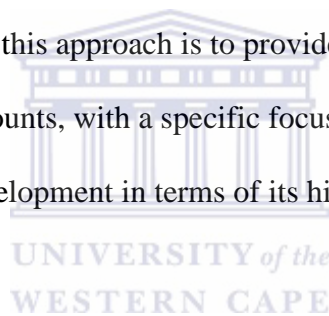 this approach is to provide
ounts, with a specific focus
elopment in terms of its hi
UNIVERSITY of the
WESTERN CAPE